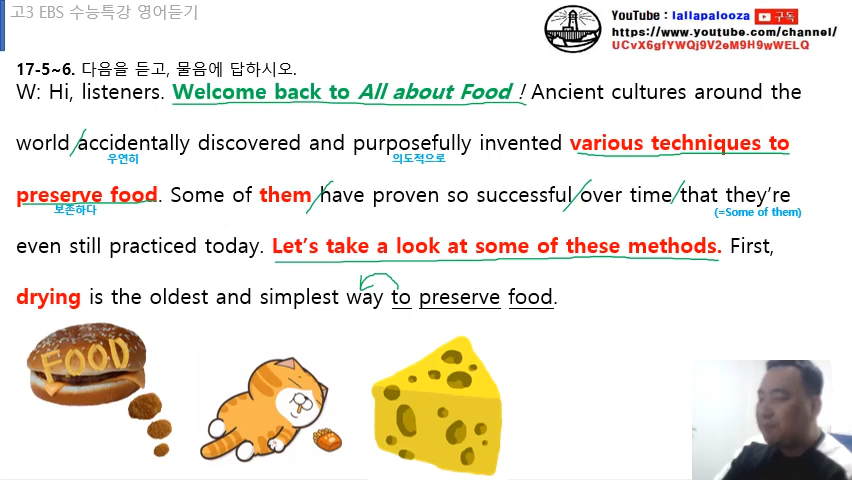 고3 EBS 수능특강 영어듣기
YouTube : lallapalooza 구독
https://www.youtube.com/channel/
UCvX6gfYWQj9V2eM9H9wWELQ
17-5~6. 다음을 듣고, 물음에 답하시오.
W: Hi, listeners. Welcome back to All about Food! Ancient cultures around the
world accidentally discovered and purposefully invented various techniques to
우연히 의도적으로
preserve food. Some of them have proven so successful over time that they’re
보존하다 (=Some of them)
even still practiced today. Let’s take a look at some of these methods. First,
drying is the oldest and simplest way to preserve food.
FOOD